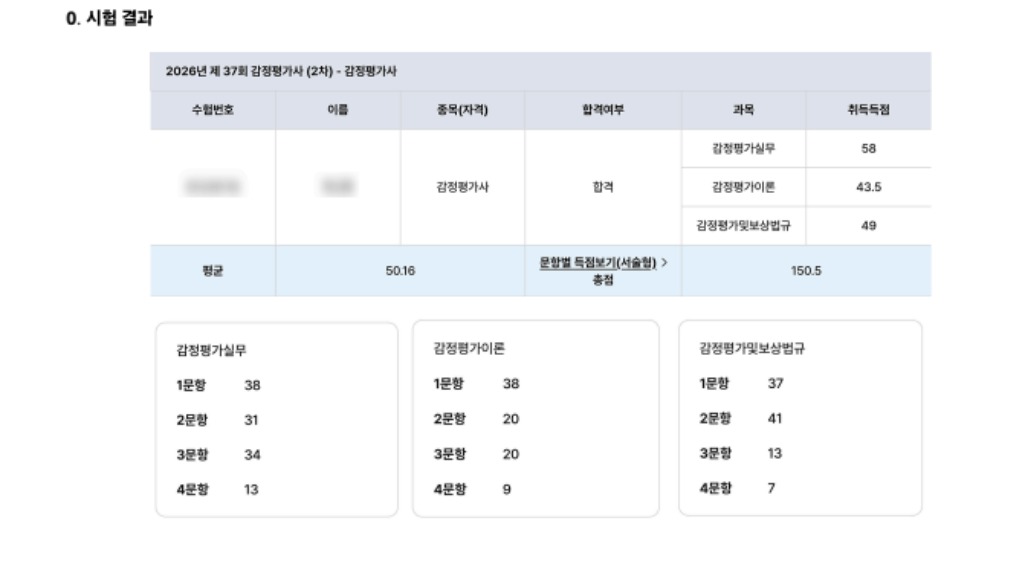 0. 시험 결과
2026년 제 37회 감정평가사 (2차) - 감정평가사
수험번호 이름 종목(자격) 합격여부 과목 취득득점
감정평가사 합격
감정평가실무 58
감정평가이론 43.5
감정평가및보상법규 49
평균 50.16 문항별 득점보기(서술형) > 총점 150.5
감정평가실무
1문항 38
2문항 31
3문항 34
4문항 13
감정평가이론
1문항 38
2문항 20
3문항 20
4문항 9
감정평가및보상법규
1문항 37
2문항 41
3문항 13
4문항 7